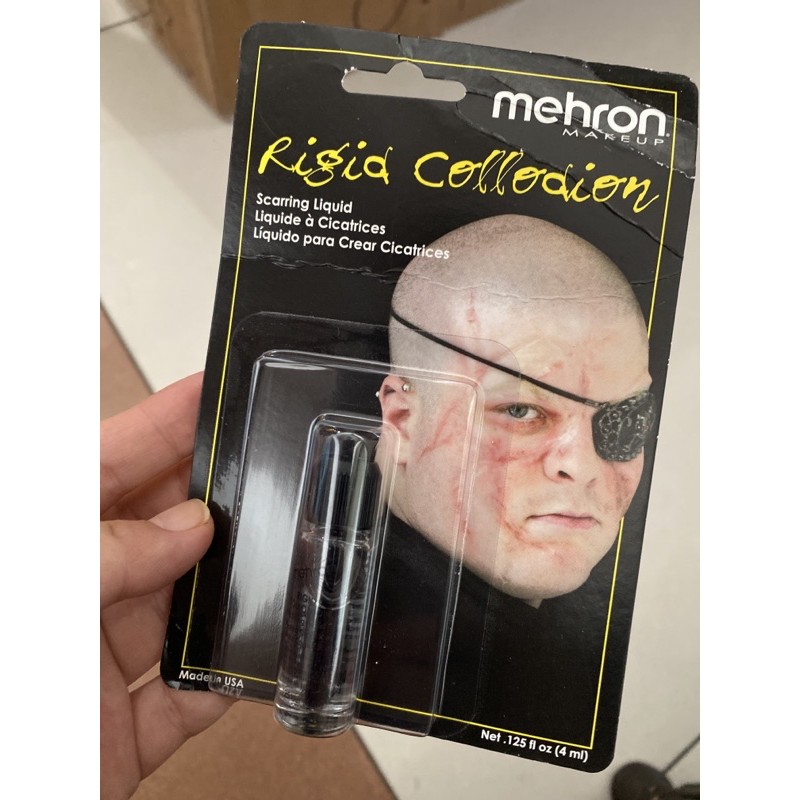 mehron
MAKEUP
Rigid Collodion
Scarring Liquid
Liquide à Cicatrices
Líquido para Crear Cicatrices
Made in USA
Net .125 fl oz (4 ml)